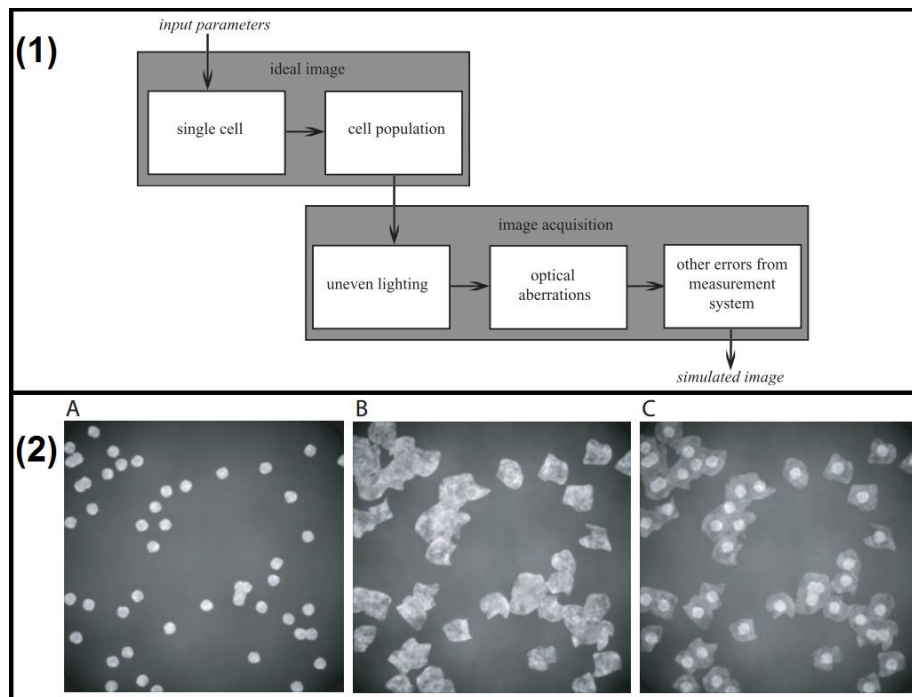 (1)
input parameters
ideal image
single cell
cell population
image acquisition
uneven lighting
optical
aberrations
other errors from
measurement
system
simulated image
(2)
A
B
C